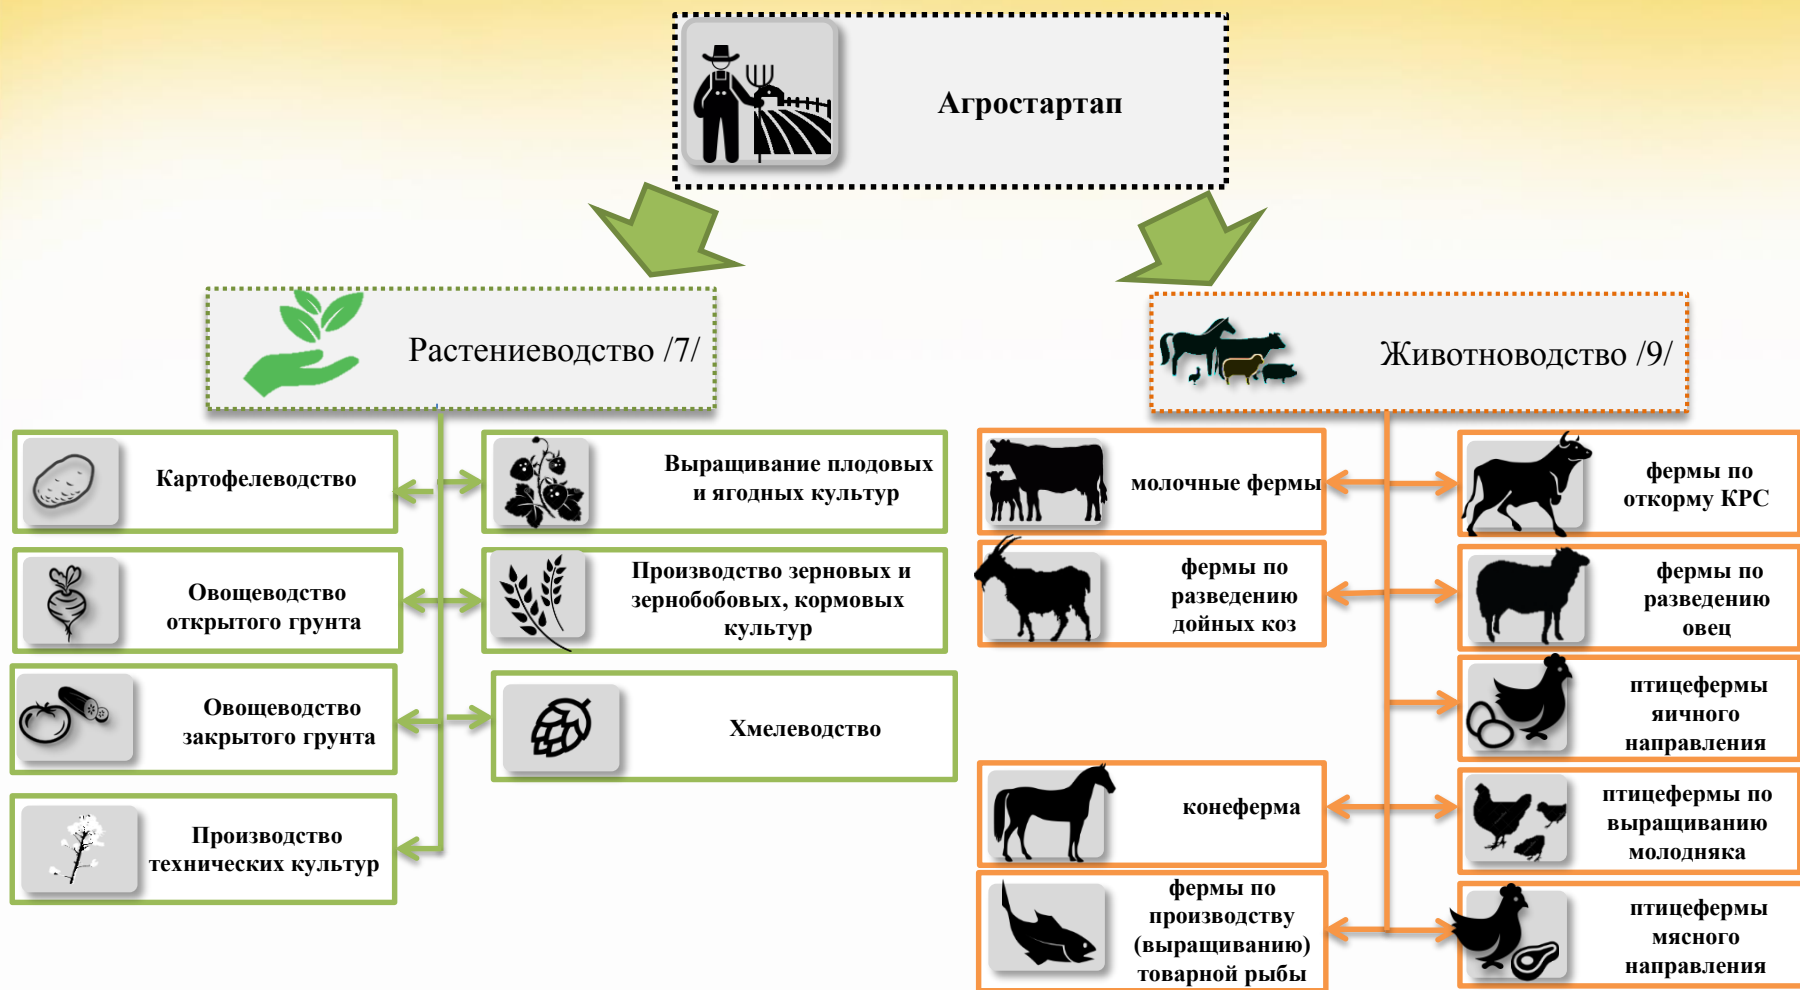 Агростартап
Растениеводство /7/
Картофелеводство
Выращивание плодовых
и ягодных культур
Овощеводство
открытого грунта
Производство зерновых и
зернобобовых, кормовых
культур
Овощеводство
закрытого грунта
Хмелеводство
Производство
технических культур
Животноводство /9/
молочные фермы
фермы по
откорму КРС
фермы по
разведению
дойных коз
фермы по
разведению
овец
птицефермы
яичного
направления
конеферма
птицефермы по
выращиванию
молодняка
фермы по
производству
(выращиванию)
товарной рыбы
птицефермы
мясного
направления